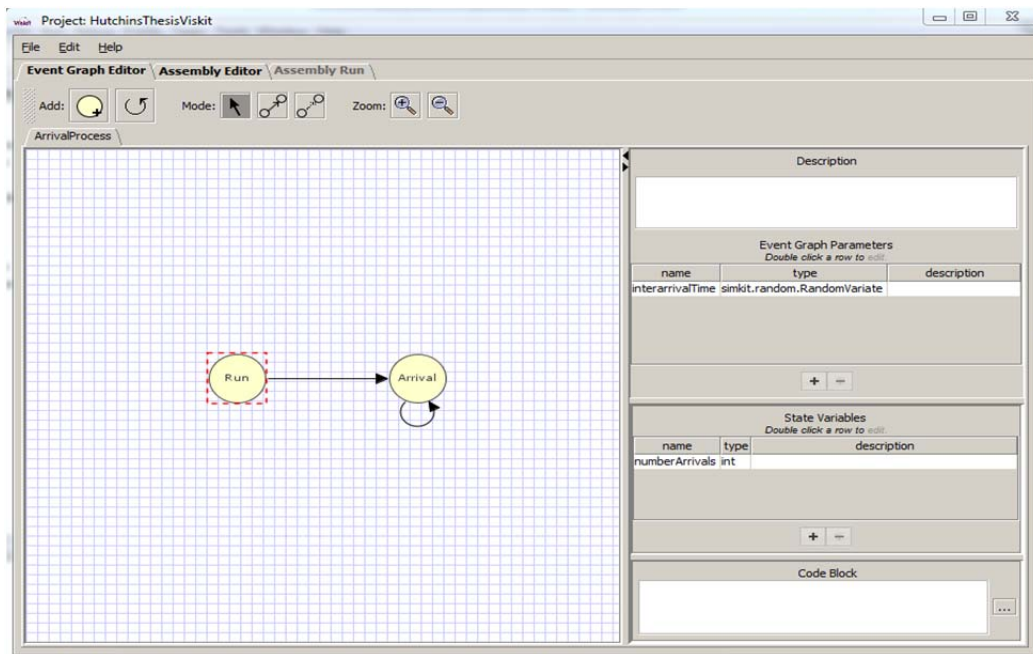 Viskit Project: HutchinsThesisViskit
File Edit Help
Event Graph Editor Assembly Editor Assembly Run
Add: Mode: Zoom:
ArrivalProcess
Description
Event Graph Parameters
Double click a row to edit.
name type description
interarrivalTime simkit.random.RandomVariate
Run Arrival
+ −
State Variables
Double click a row to edit.
name type description
numberArrivals int
+ −
Code Block
...